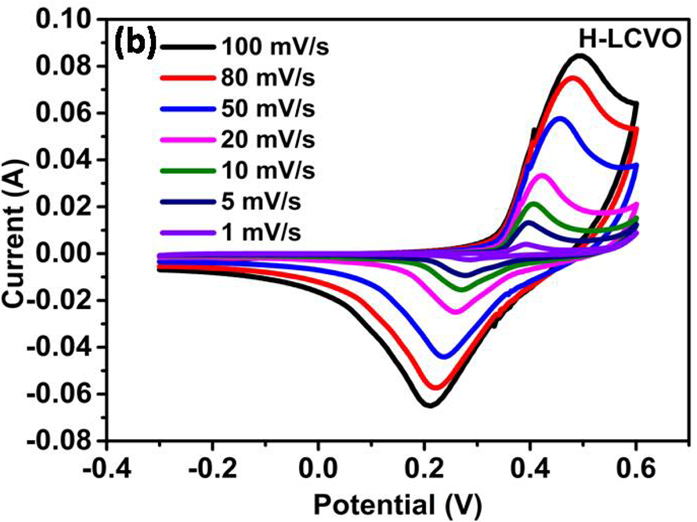 (b)
H-LCVO
100 mV/s
80 mV/s
50 mV/s
20 mV/s
10 mV/s
5 mV/s
1 mV/s
Current (A)
0.10
0.08
0.06
0.04
0.02
0.00
-0.02
-0.04
-0.06
-0.08
-0.4 -0.2 0.0 0.2 0.4 0.6
Potential (V)